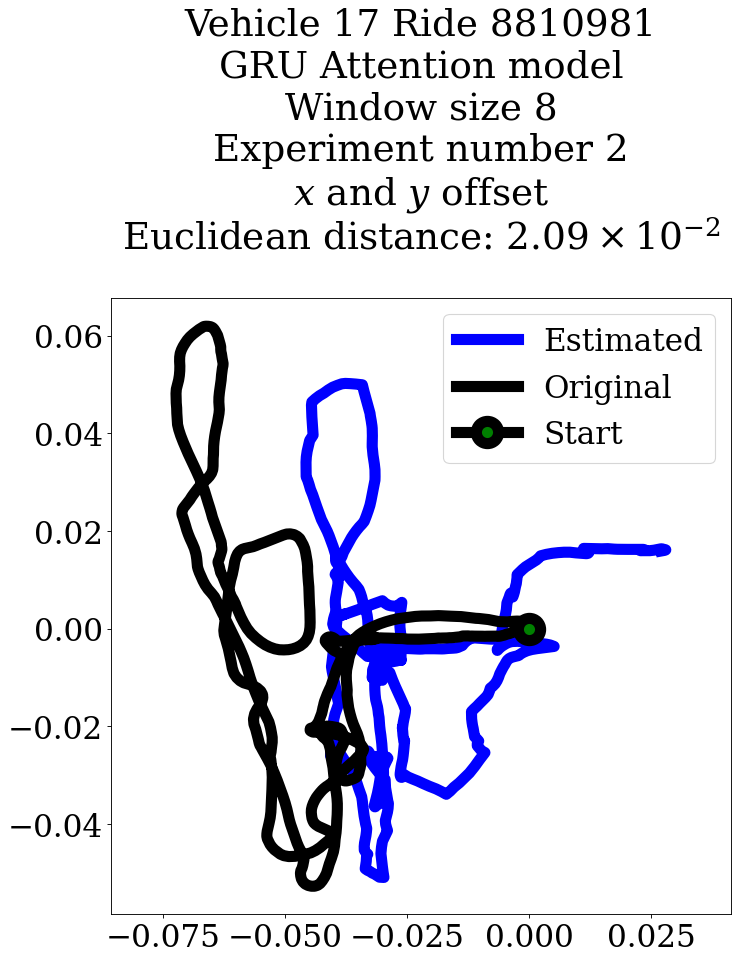 Vehicle 17 Ride 8810981
GRU Attention model
Window size 8
Experiment number 2
x and y offset
Euclidean distance: 2.09 × 10⁻²
Estimated
Original
Start
0.06
0.04
0.02
0.00
−0.02
−0.04
−0.075 −0.050 −0.025 0.000 0.025